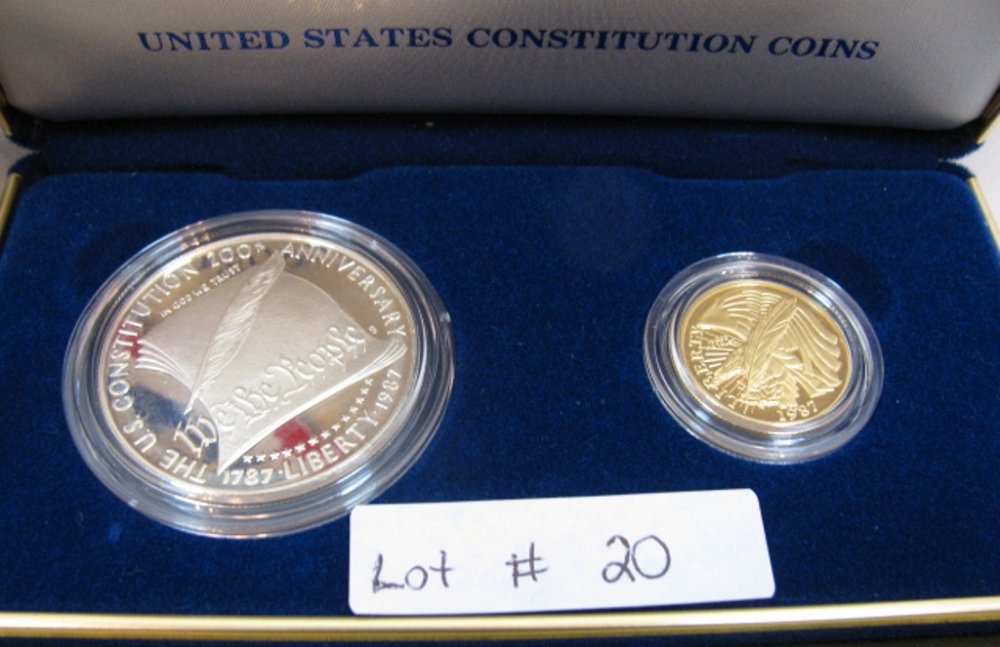 UNITED STATES CONSTITUTION COINS
THE U.S. CONSTITUTION 200TH ANNIVERSARY
IN GOD WE TRUST
We the People
1787·LIBERTY·1987
LIBERTY
1987
Lot # 20